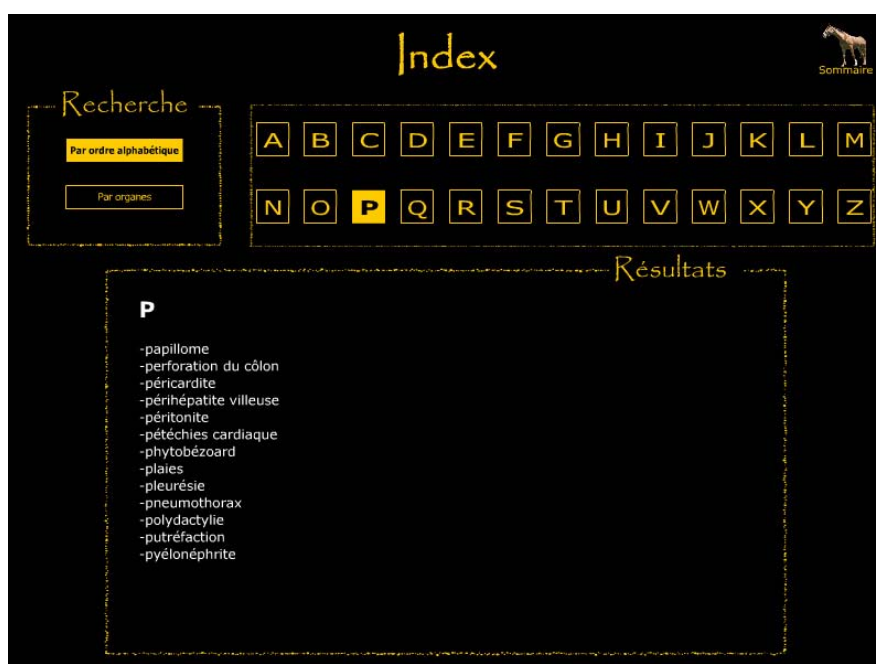 Index
Sommaire
Recherche
Par ordre alphabétique
Par organes
A B C D E F G H I J K L M
N O P Q R S T U V W X Y Z
Résultats
P
-papillome
-perforation du côlon
-péricardite
-périhépatite villeuse
-péritonite
-pétéchies cardiaque
-phytobézoard
-plaies
-pleurésie
-pneumothorax
-polydactylie
-putréfaction
-pyélonéphrite